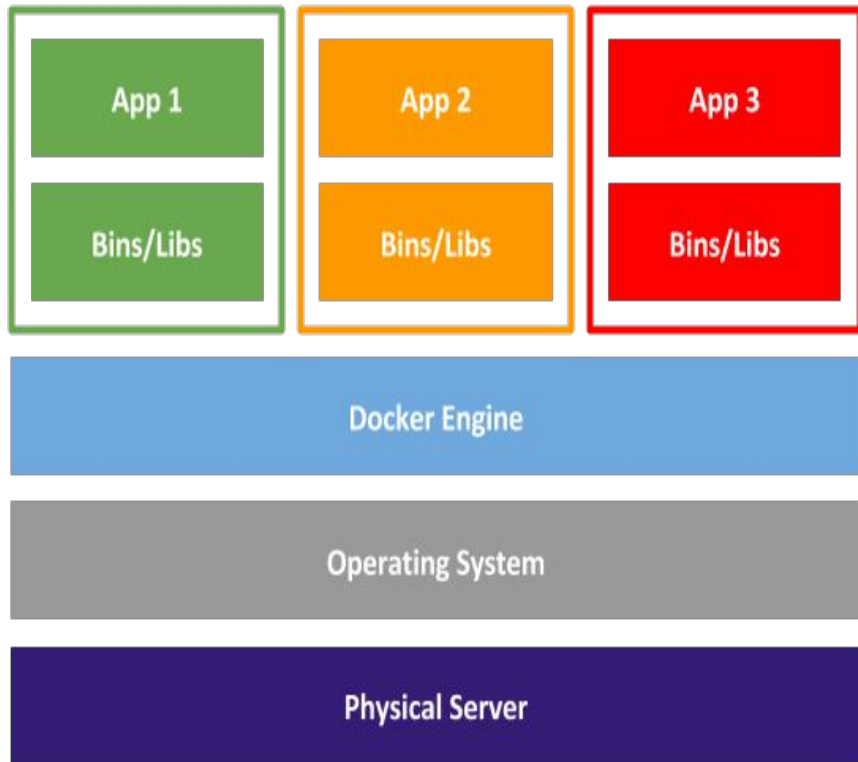 App 1
App 2
App 3
Bins/Libs
Bins/Libs
Bins/Libs
Docker Engine
Operating System
Physical Server